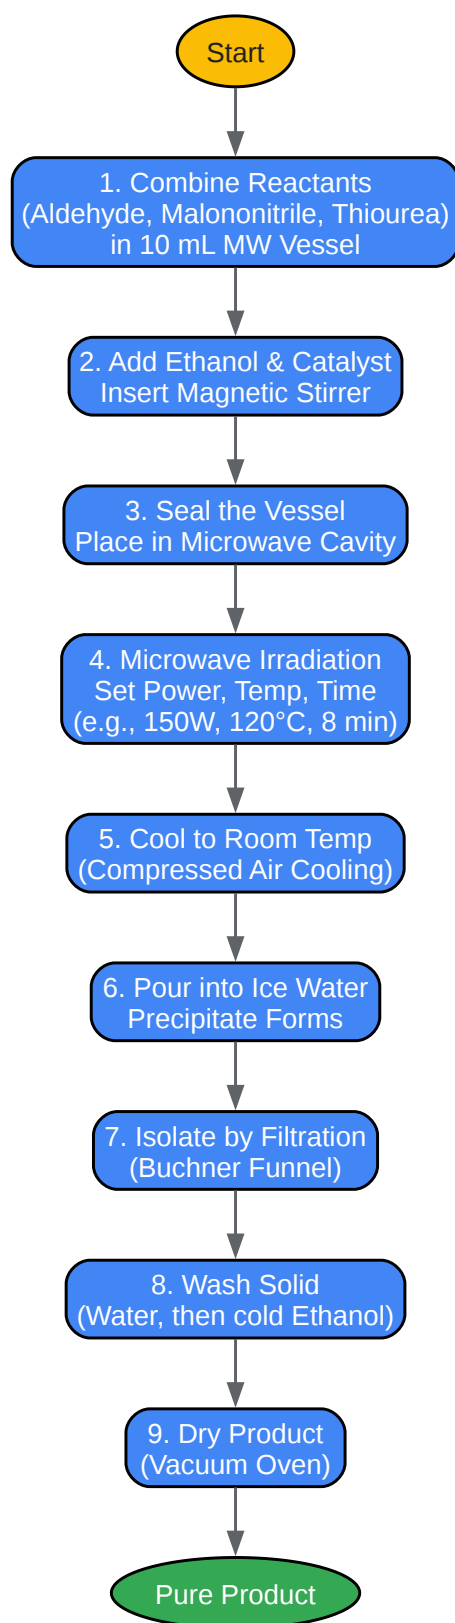 Start
1. Combine Reactants
(Aldehyde, Malononitrile, Thiourea)
in 10 mL MW Vessel
2. Add Ethanol & Catalyst
Insert Magnetic Stirrer
3. Seal the Vessel
Place in Microwave Cavity
4. Microwave Irradiation
Set Power, Temp, Time
(e.g., 150W, 120°C, 8 min)
5. Cool to Room Temp
(Compressed Air Cooling)
6. Pour into Ice Water
Precipitate Forms
7. Isolate by Filtration
(Buchner Funnel)
8. Wash Solid
(Water, then cold Ethanol)
9. Dry Product
(Vacuum Oven)
Pure Product